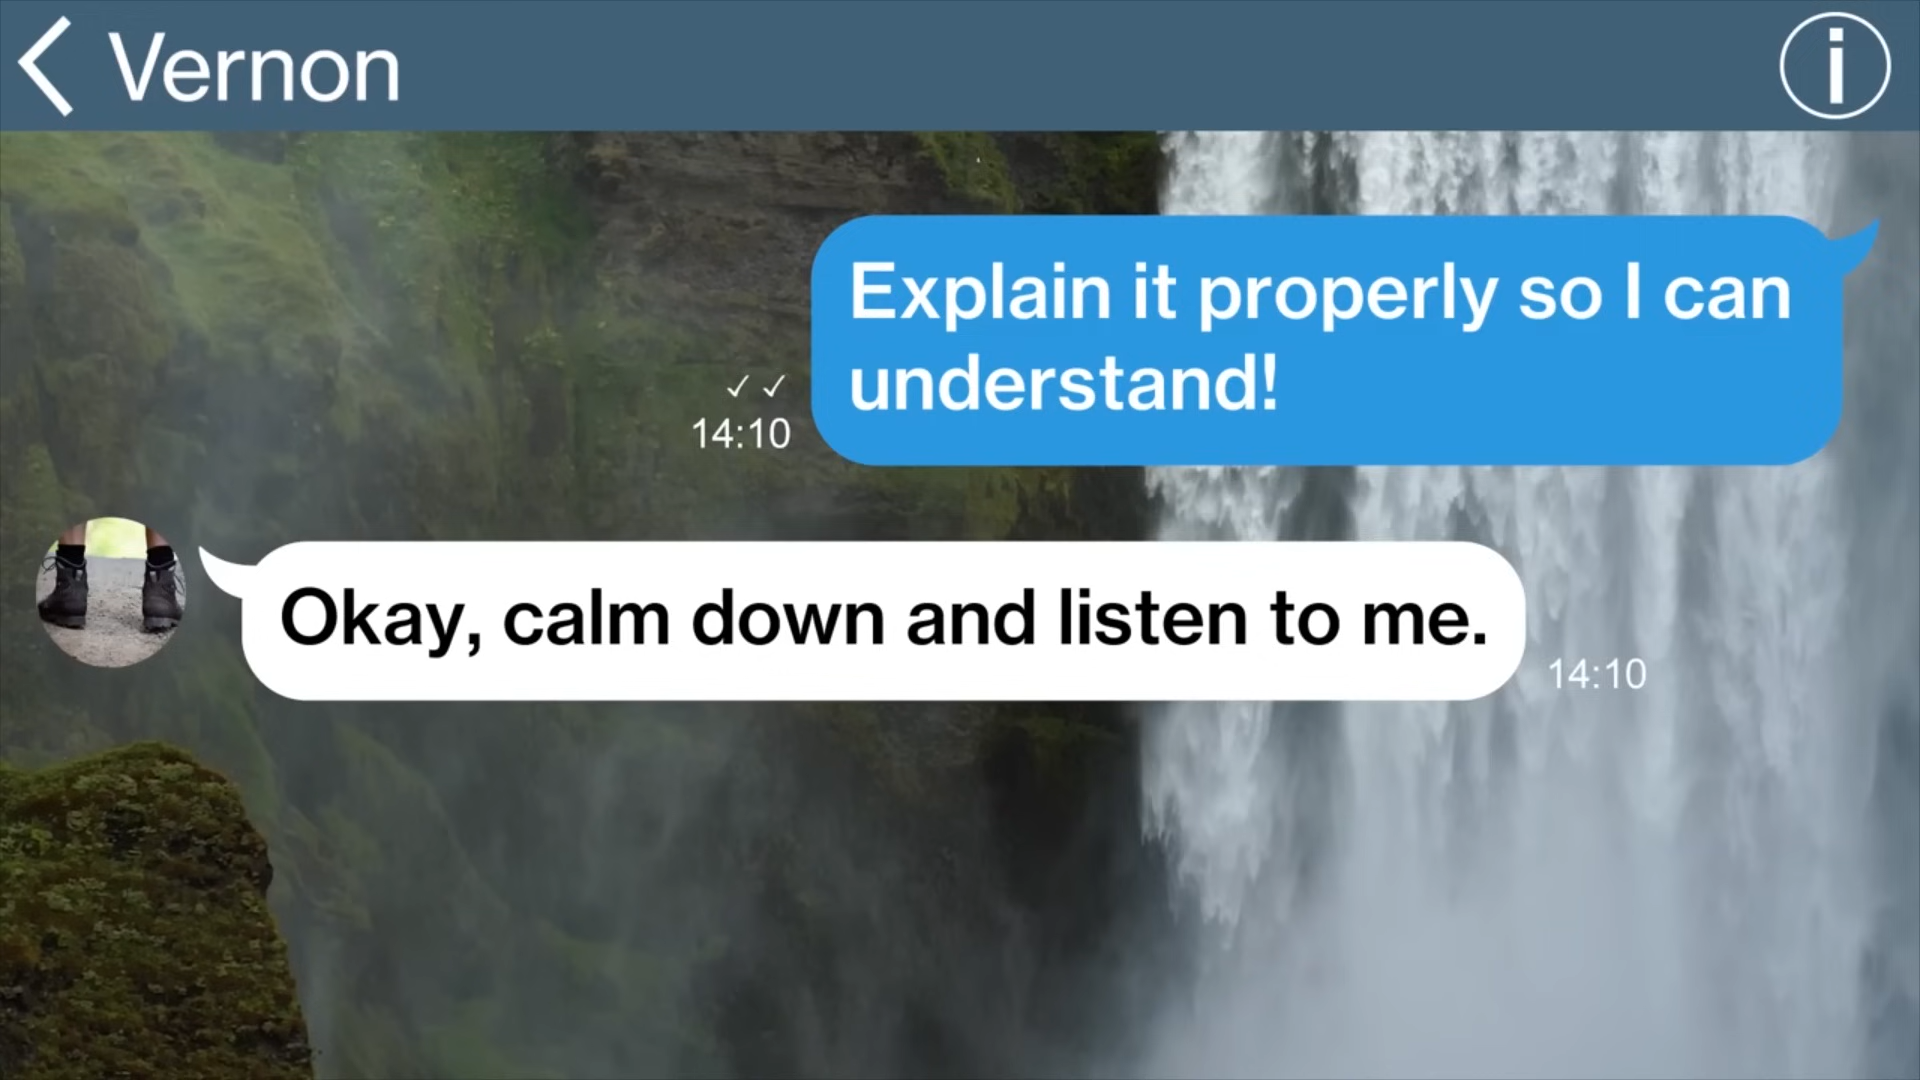 Vernon
Explain it properly so I can
understand!
✓✓
14:10
Okay, calm down and listen to me.
14:10